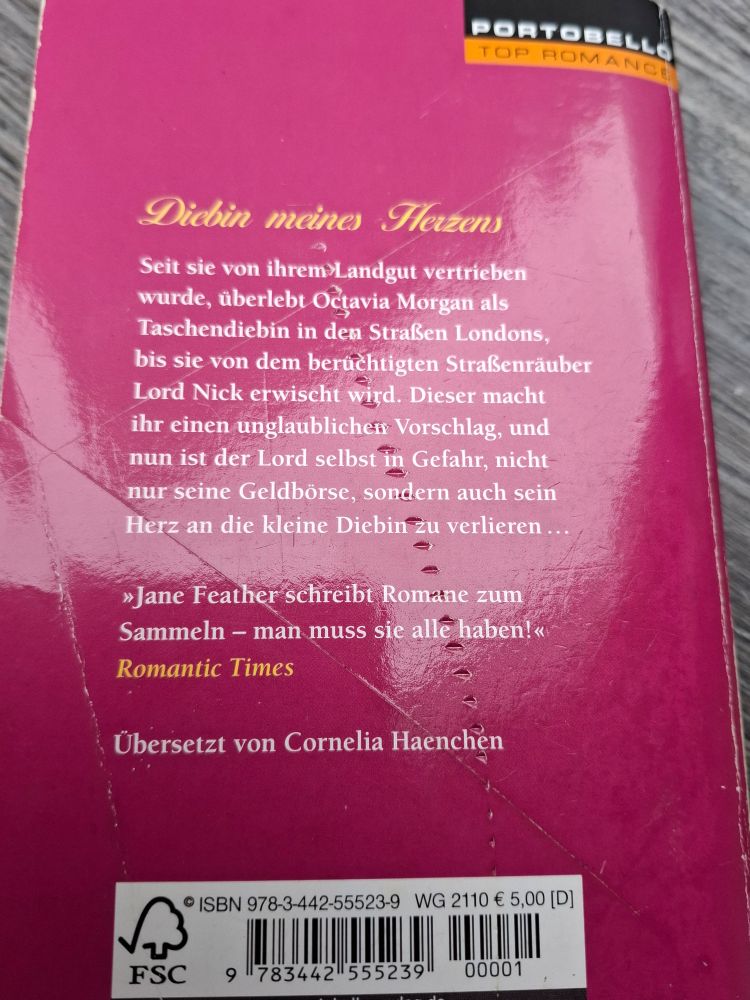 PORTOBELLO
TOP ROMANCE
Diebin meines Herzens
Seit sie von ihrem Landgut vertrieben
wurde, überlebt Octavia Morgan als
Taschendiebin in den Straßen Londons,
bis sie von dem berüchtigten Straßenräuber
Lord Nick erwischt wird. Dieser macht
ihr einen unglaublichen Vorschlag, und
nun ist der Lord selbst in Gefahr, nicht
nur seine Geldbörse, sondern auch sein
Herz an die kleine Diebin zu verlieren ...
»Jane Feather schreibt Romane zum
Sammeln – man muss sie alle haben!«
Romantic Times
Übersetzt von Cornelia Haenchen
© ISBN 978-3-442-55523-9 WG 2110 € 5,00 [D]
FSC
9 783442 555239 00001